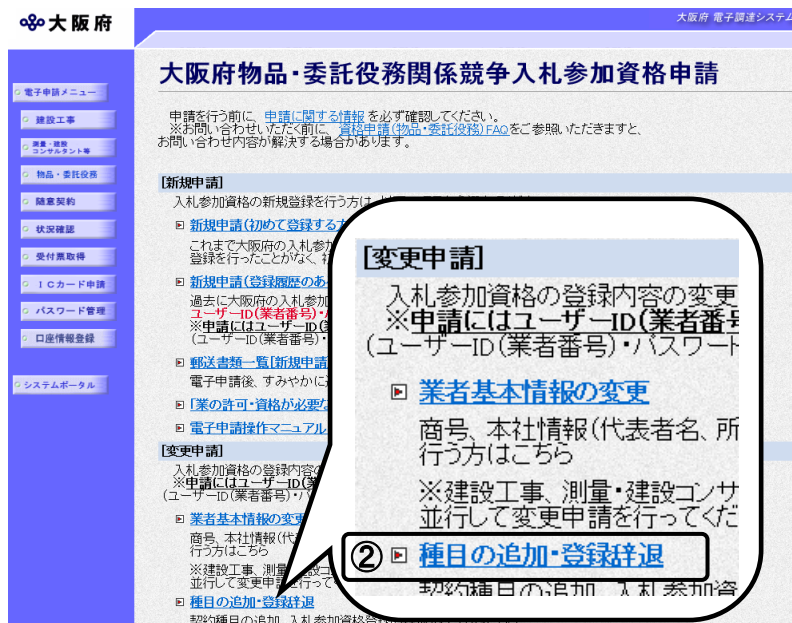 大阪府
大阪府 電子調達システム
電子申請メニュー
建設工事
測量・建設
コンサルタント等
物品・委託役務
随意契約
状況確認
受付票取得
ICカード申請
パスワード管理
口座情報登録
システムポータル
大阪府物品・委託役務関係競争入札参加資格申請
申請を行う前に、申請に関する情報 を必ず確認してください。
※お問い合わせいただく前に、資格申請(物品・委託役務)FAQをご参照いただきますと、
お問い合わせ内容が解決する場合があります。
[新規申請]
入札参加資格の新規登録を行う方は、
新規申請(初めて登録する
これまで大阪府の入札参加
登録を行ったことがなく、
新規申請(登録履歴のあ
過去に大阪府の入札参加
ユーザーID(業者番号)・
※申請にはユーザーID(
(ユーザーID(業者番号)・
郵送書類一覧[新規申請
電子申請後、すみやかに
「業の許可・資格が必要
電子申請操作マニュアル
[変更申請]
入札参加資格の登録内容の
※申請にはユーザーID(
(ユーザーID(業者番号)・
業者基本情報の変更
商号、本社情報(代
行う方はこちら
※建設工事、測量
並行して変更申請を行って
種目の追加・登録辞退
契約種目の追加、入札参加資格
[変更申請]
入札参加資格の登録内容の変更
※申請にはユーザーID(業者番号
(ユーザーID(業者番号)・パスワード
業者基本情報の変更
商号、本社情報(代表者名、所
行う方はこちら
※建設工事、測量・建設コンサ
並行して変更申請を行ってくだ
② 種目の追加・登録辞退
契約種目の追加、入札参加資